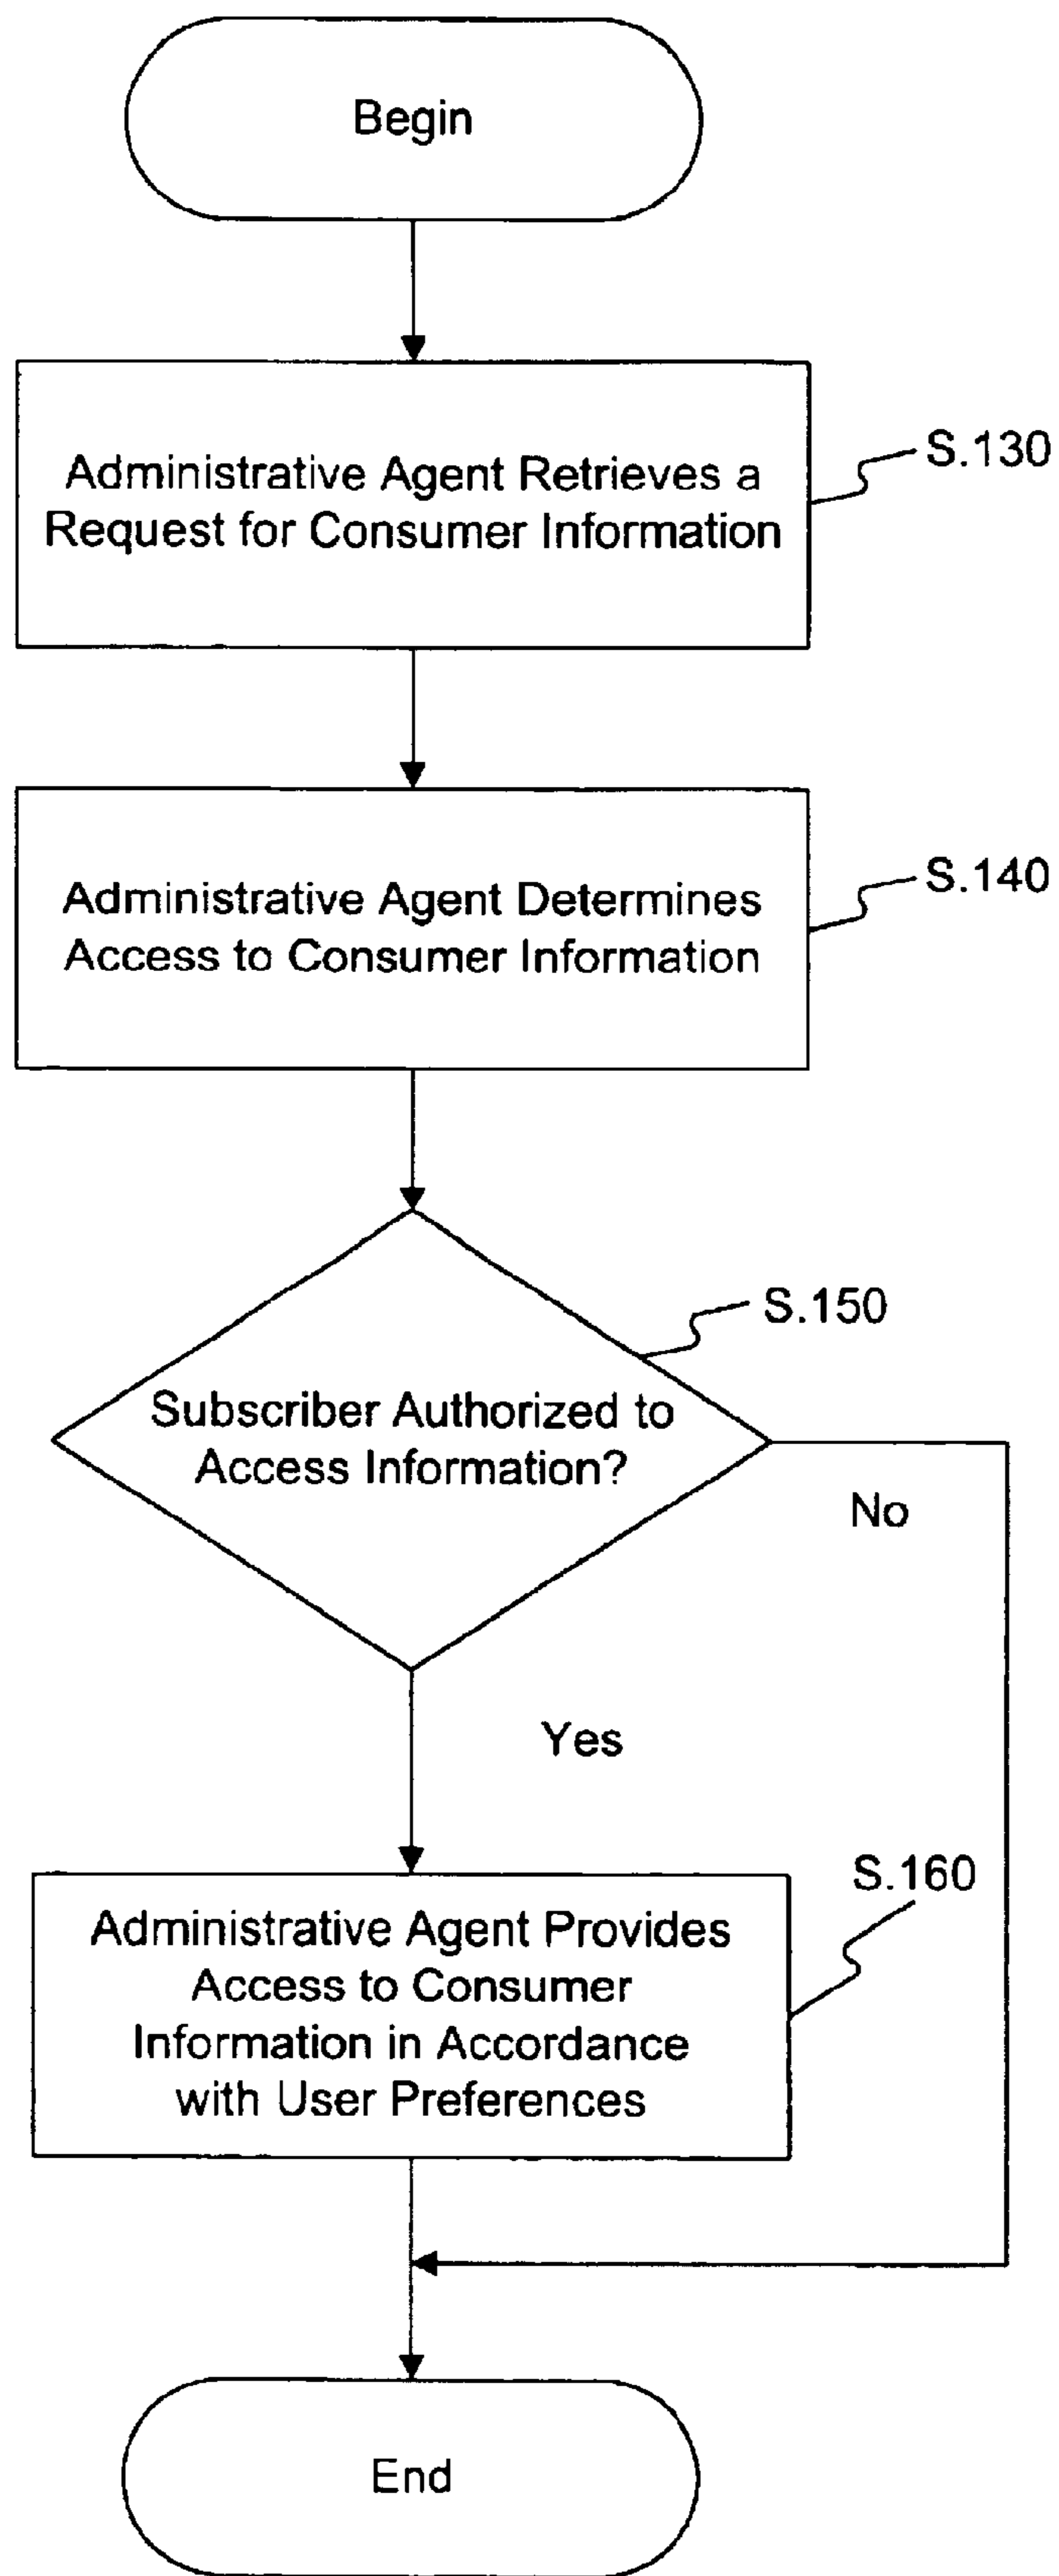 Begin
Administrative Agent Retrieves a
Request for Consumer Information
S.130
Administrative Agent Determines
Access to Consumer Information
S.140
S.150
Subscriber Authorized to
Access Information?
No
Yes
S.160
Administrative Agent Provides
Access to Consumer
Information in Accordance
with User Preferences
End